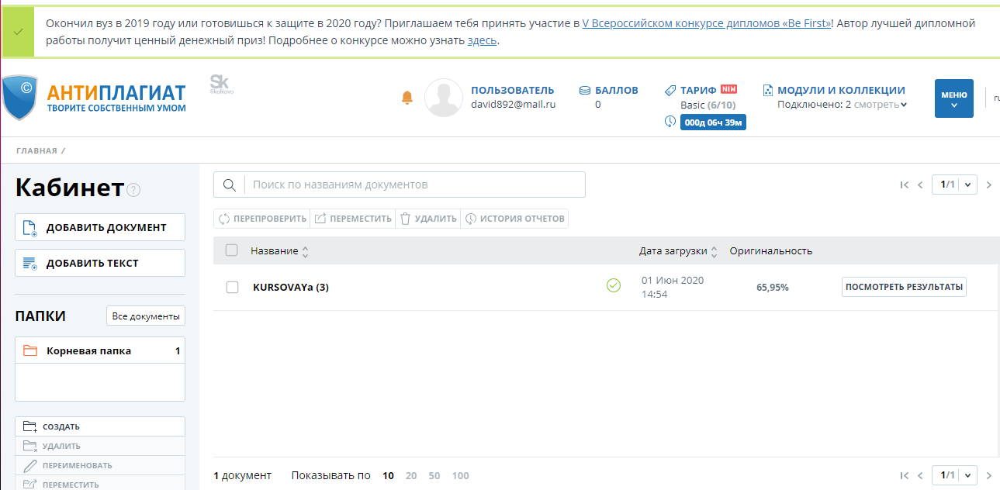 Окончил вуз в 2019 году или готовишься к защите в 2020 году? Приглашаем тебя принять участие в V Всероссийском конкурсе дипломов «Be First»! Автор лучшей дипломной
работы получит ценный денежный приз! Подробнее о конкурсе можно узнать здесь.
©
АНТИПЛАГИАТ
ТВОРИТЕ СОБСТВЕННЫМ УМОМ
Sk
Skolkovo
ПОЛЬЗОВАТЕЛЬ
david892@mail.ru
БАЛЛОВ
0
ТАРИФ NEW
Basic (6/10)
000д 06ч 39м
МОДУЛИ И КОЛЛЕКЦИИ
Подключено: 2 смотреть
МЕНЮ
ru
ГЛАВНАЯ /
Кабинет ?
ДОБАВИТЬ ДОКУМЕНТ
ДОБАВИТЬ ТЕКСТ
ПАПКИ Все документы
Корневая папка 1
СОЗДАТЬ
УДАЛИТЬ
ПЕРЕИМЕНОВАТЬ
ПЕРЕМЕСТИТЬ
Поиск по названиям документов
1/1
ПЕРЕПРОВЕРИТЬ ПЕРЕМЕСТИТЬ УДАЛИТЬ ИСТОРИЯ ОТЧЕТОВ
Название Дата загрузки Оригинальность
KURSOVAYa (3) 01 Июн 2020 14:54 65,95% ПОСМОТРЕТЬ РЕЗУЛЬТАТЫ
1 документ Показывать по 10 20 50 100
1/1